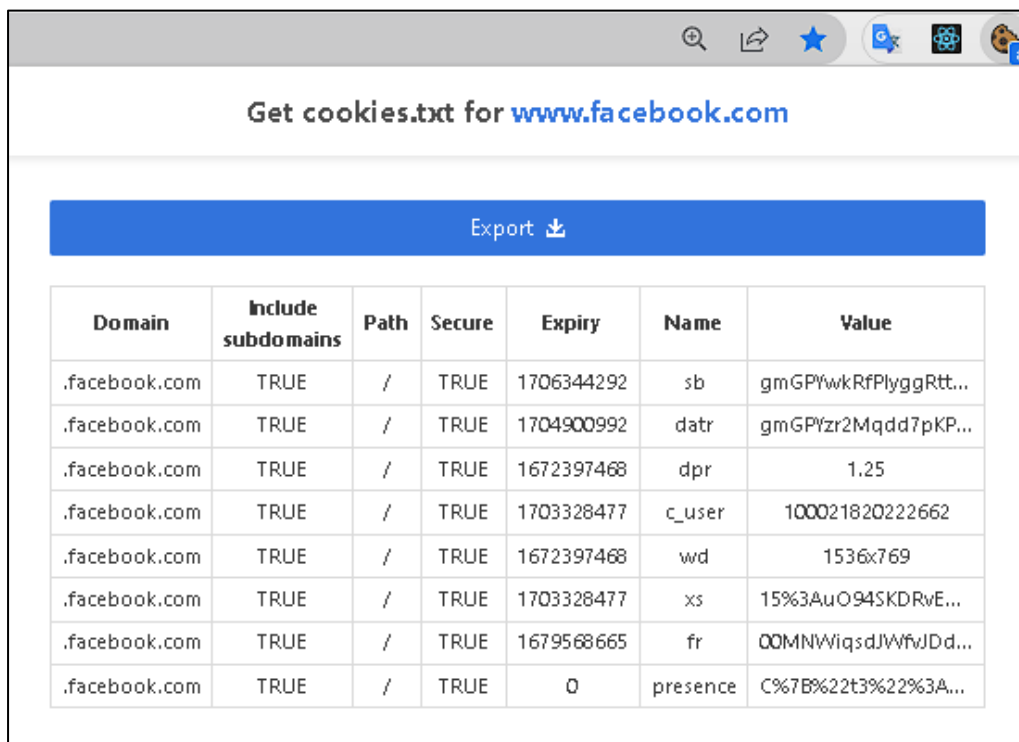 Get cookies.txt for www.facebook.com
Export
Domain Include subdomains Path Secure Expiry Name Value
.facebook.com TRUE / TRUE 1706344292 sb gmGPYwkRfPlyggRtt...
.facebook.com TRUE / TRUE 1704900992 datr gmGPYzr2Mqdd7pKP...
.facebook.com TRUE / TRUE 1672397468 dpr 1.25
.facebook.com TRUE / TRUE 1703328477 c_user 100021820222662
.facebook.com TRUE / TRUE 1672397468 wd 1536x769
.facebook.com TRUE / TRUE 1703328477 xs 15%3AuO94SKDRvE...
.facebook.com TRUE / TRUE 1679568665 fr 00MNWiqsdJWfvJDd...
.facebook.com TRUE / TRUE 0 presence C%7B%22t3%22%3A...